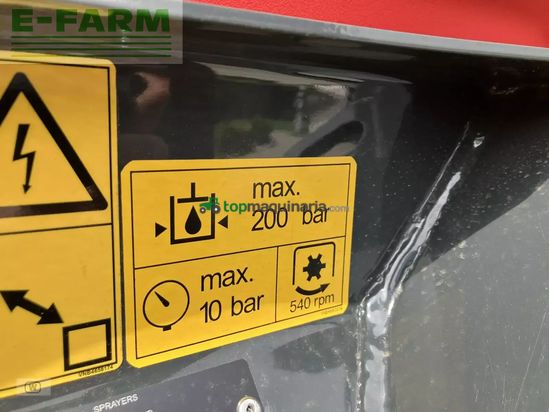 E-FARM
max.
200 bar
topmaquinaria.com
max.
10 bar
540 rpm
SPRAYERS